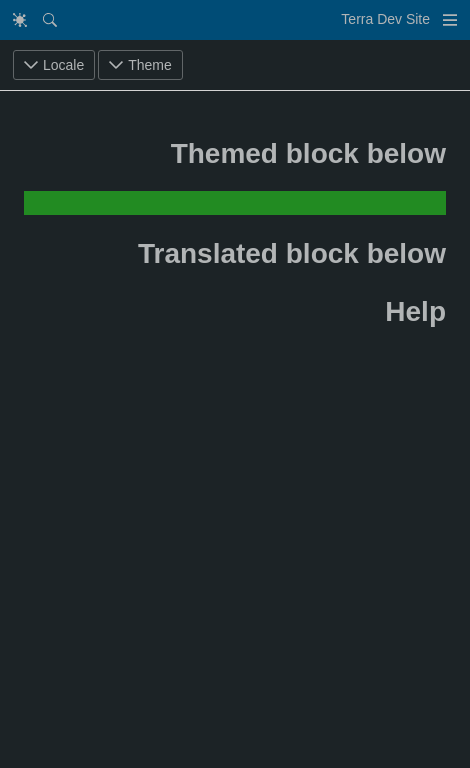 Terra Dev Site
Locale
Theme
Themed block below
Translated block below
Help